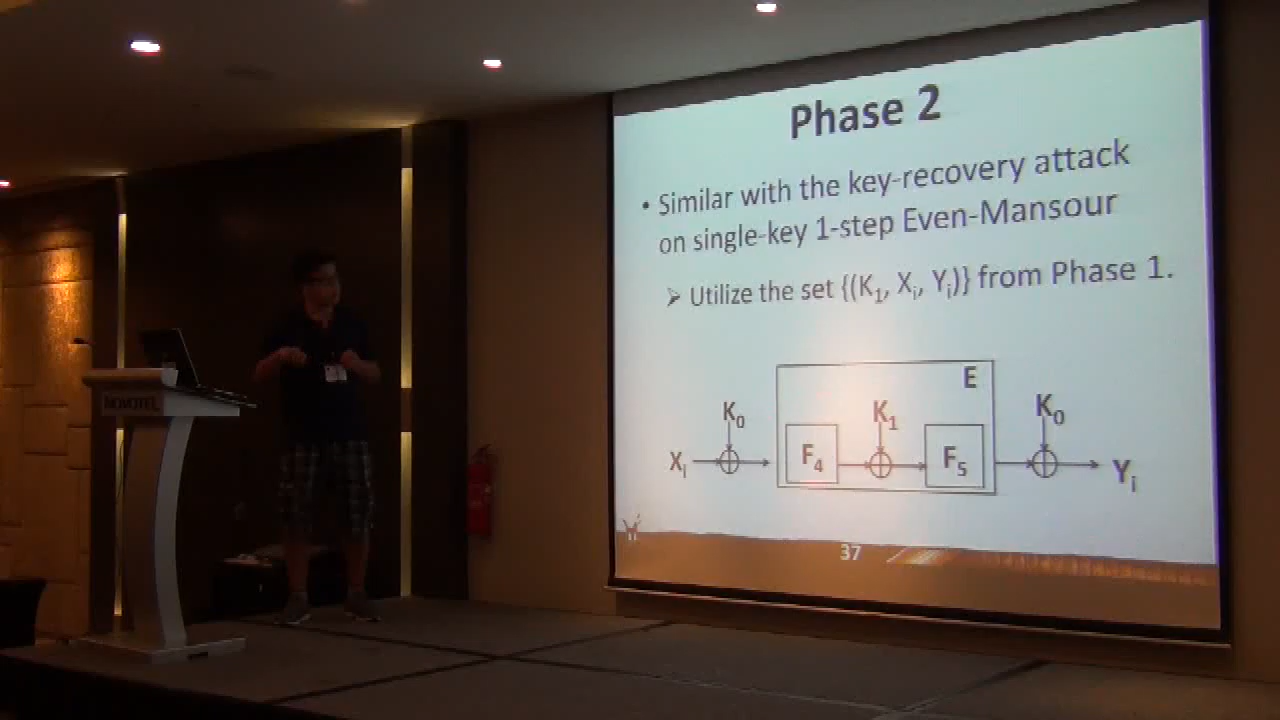 Phase 2
• Similar with the key-recovery attack
on single-key 1-step Even-Mansour
➢ Utilize the set {(K₁, Xᵢ, Yᵢ)} from Phase 1.
E
K₀ K₁ K₀
Xᵢ F₄ F₅ Yᵢ
37
NOVOTEL